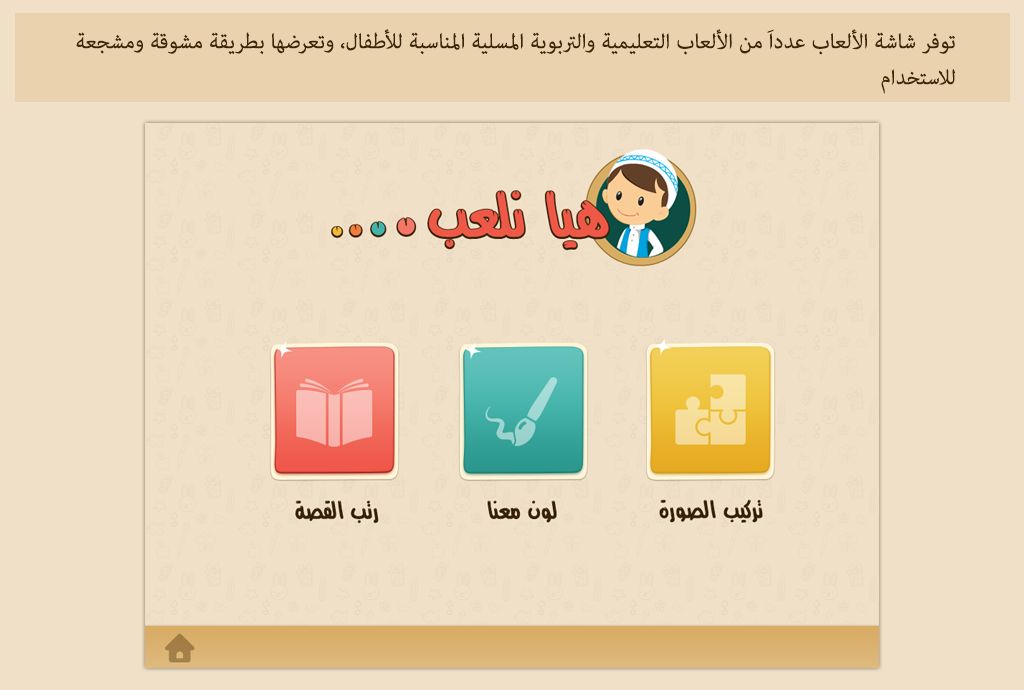 توفر شاشة الألعاب عدداَ من الألعاب التعليمية والتربوية المسلية المناسبة للأطفال، وتعرضها بطريقة مشوقة ومشجعة
للاستخدام
هيا نلعب ....
تركيب الصورة
لون معنا
رتب القصة